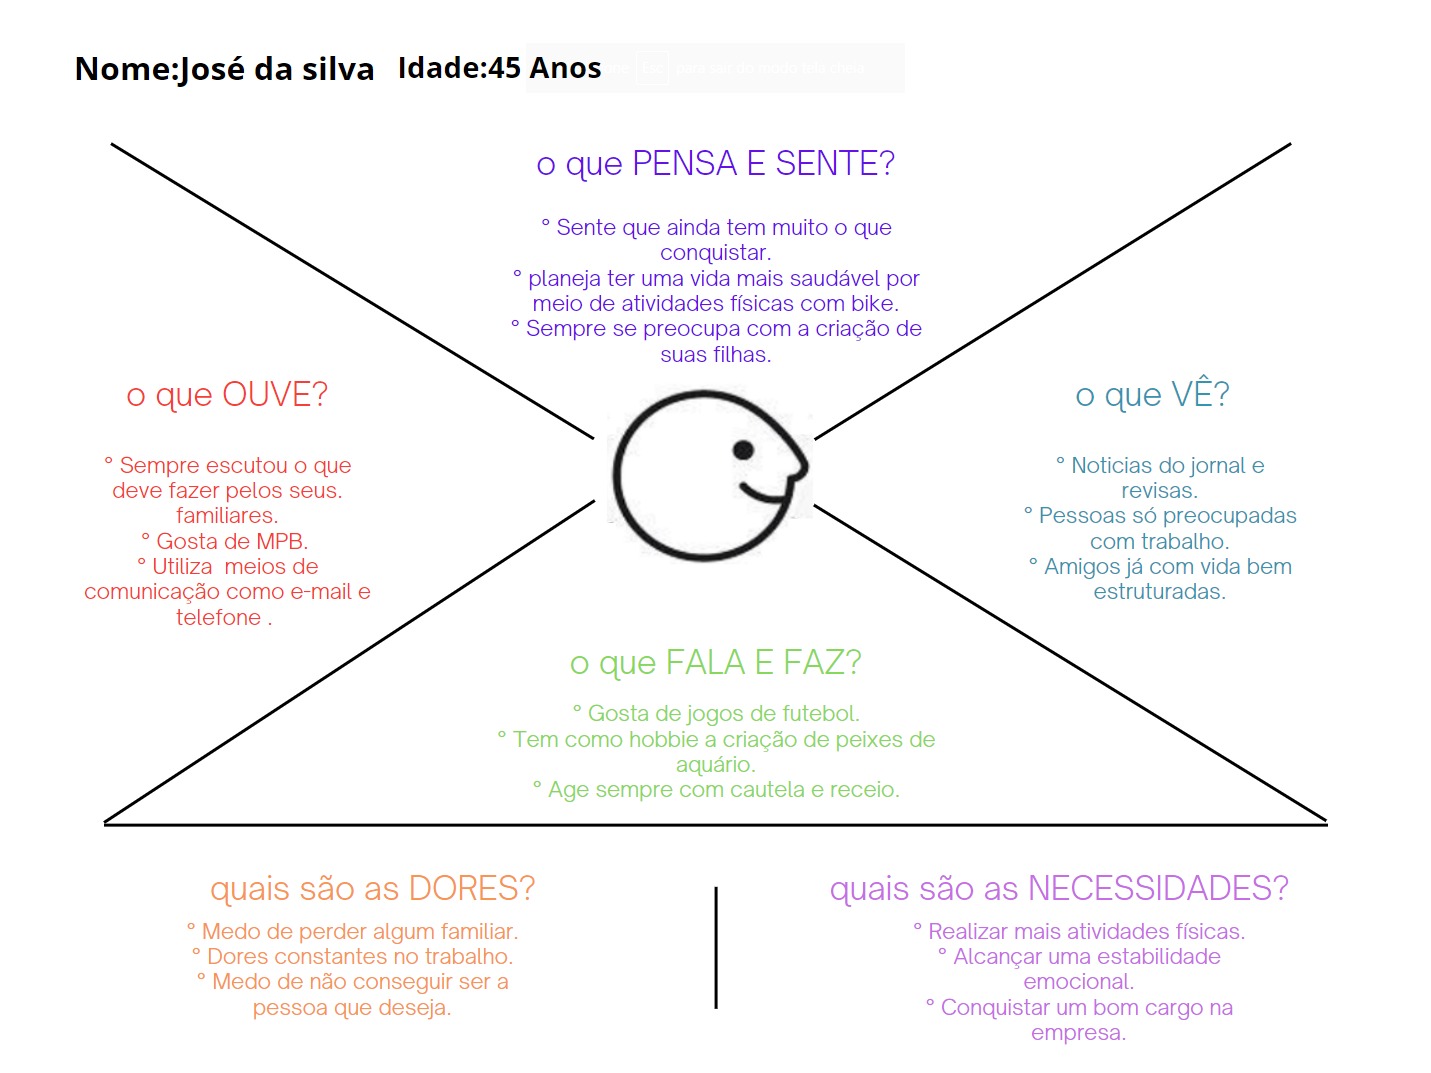 Nome:José da silva Idade:45 Anos
Esc para sair do modo tela cheia
o que PENSA E SENTE?
° Sente que ainda tem muito o que
conquistar.
° planeja ter uma vida mais saudável por
meio de atividades físicas com bike.
° Sempre se preocupa com a criação de
suas filhas.
o que OUVE?
° Sempre escutou o que
deve fazer pelos seus.
familiares.
° Gosta de MPB.
° Utiliza  meios de
comunicação como e-mail e
telefone .
o que VÊ?
° Noticias do jornal e
revisas.
° Pessoas só preocupadas
com trabalho.
° Amigos já com vida bem
estruturadas.
o que FALA E FAZ?
° Gosta de jogos de futebol.
° Tem como hobbie a criação de peixes de
aquário.
° Age sempre com cautela e receio.
quais são as DORES?
° Medo de perder algum familiar.
° Dores constantes no trabalho.
° Medo de não conseguir ser a
pessoa que deseja.
quais são as NECESSIDADES?
° Realizar mais atividades físicas.
° Alcançar uma estabilidade
emocional.
° Conquistar um bom cargo na
empresa.